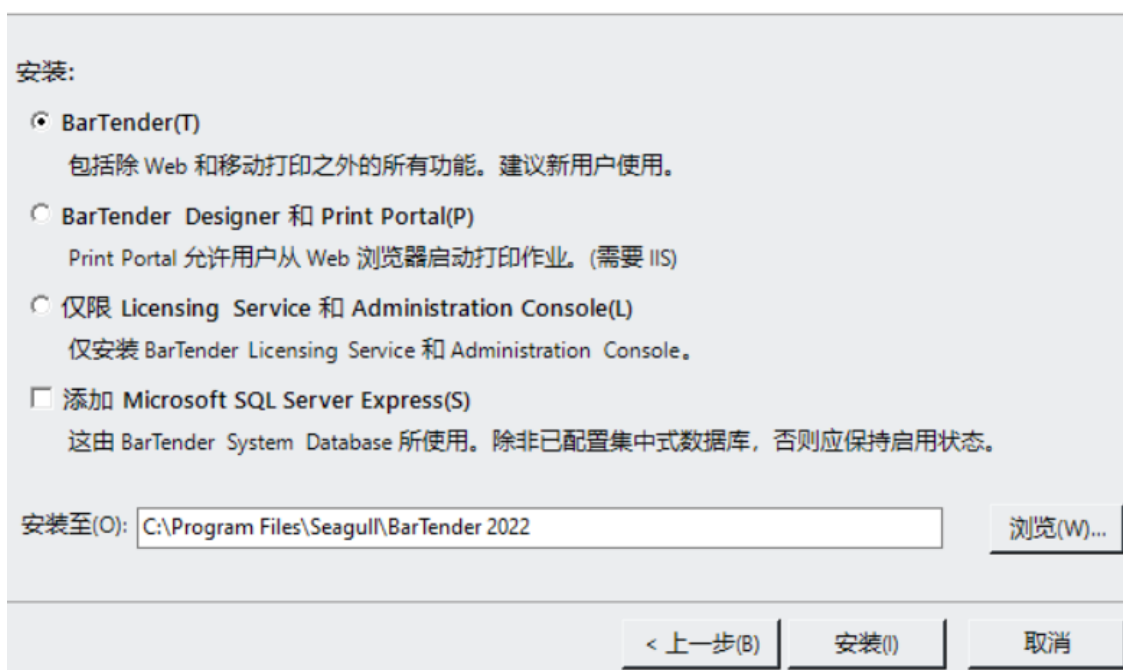 安装:
BarTender(T)
包括除 Web 和移动打印之外的所有功能。建议新用户使用。
BarTender Designer 和 Print Portal(P)
Print Portal 允许用户从 Web 浏览器启动打印作业。(需要 IIS)
仅限 Licensing Service 和 Administration Console(L)
仅安装 BarTender Licensing Service 和 Administration Console。
添加 Microsoft SQL Server Express(S)
这由 BarTender System Database 所使用。除非已配置集中式数据库，否则应保持启用状态。
安装至(O): C:\Program Files\Seagull\BarTender 2022 浏览(W)...
< 上一步(B) 安装(I) 取消